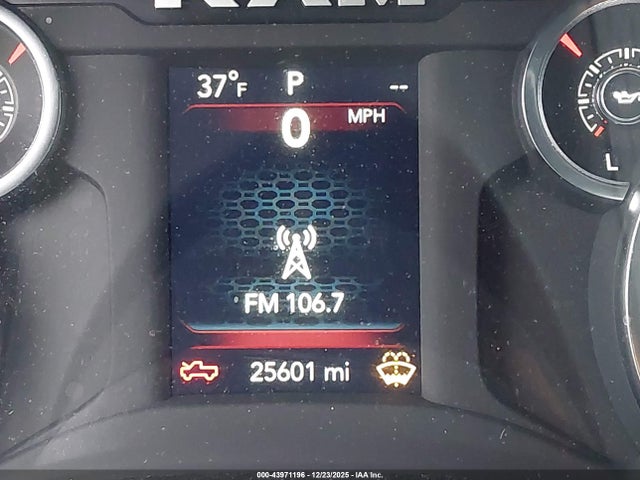 RAM
37°F P --
0 MPH
FM 106.7
25601 mi
L
000-43971196 - 12/23/2025 - IAA Inc.